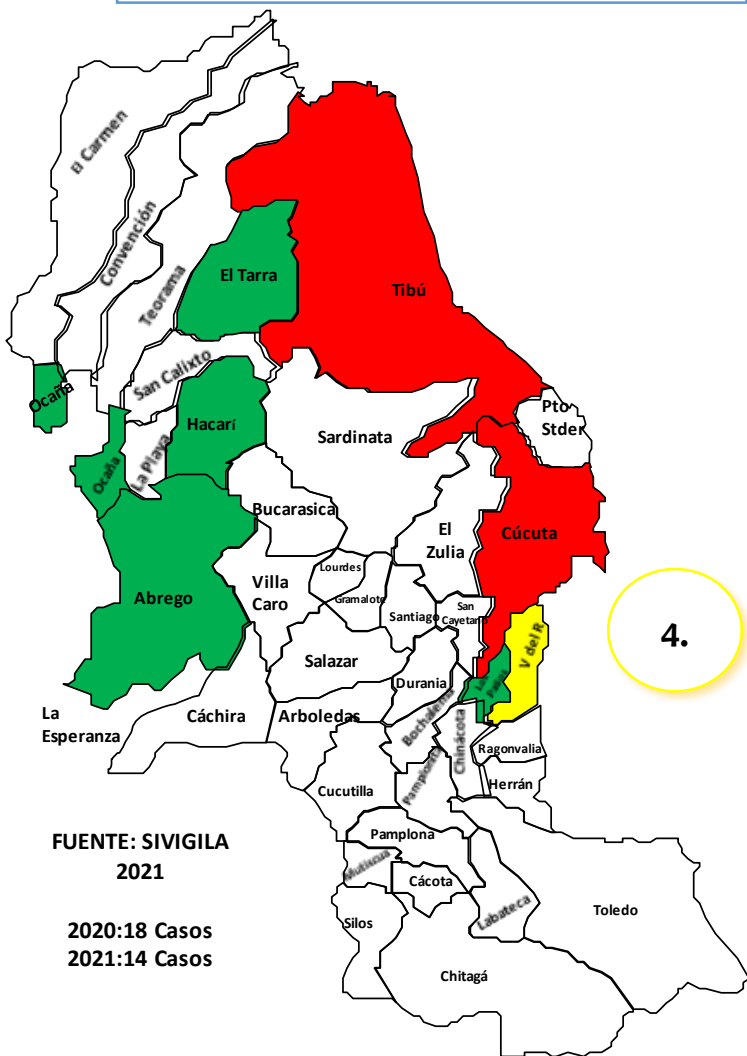 El Carmen
Convención
Teorama
El Tarra
Tibú
San Calixto
Ocaña
Hacarí
La Playa
Ocaña
Sardinata
Pto
Stder
Bucarasica
El
Zulia
Cúcuta
Abrego
Villa
Caro
Lourdes
Gramalote
Santiago
San
Cayetano
4.
V del R
Los
Patios
Salazar
Durania
La
Esperanza
Cáchira
Arboledas
Bochalema
Chinácota
Ragonvalia
Herrán
Pamplonita
Cucutilla
Pamplona
Mutiscua
Cácota
Labateca
Toledo
Silos
Chitagá
FUENTE: SIVIGILA
2021
2020:18 Casos
2021:14 Casos